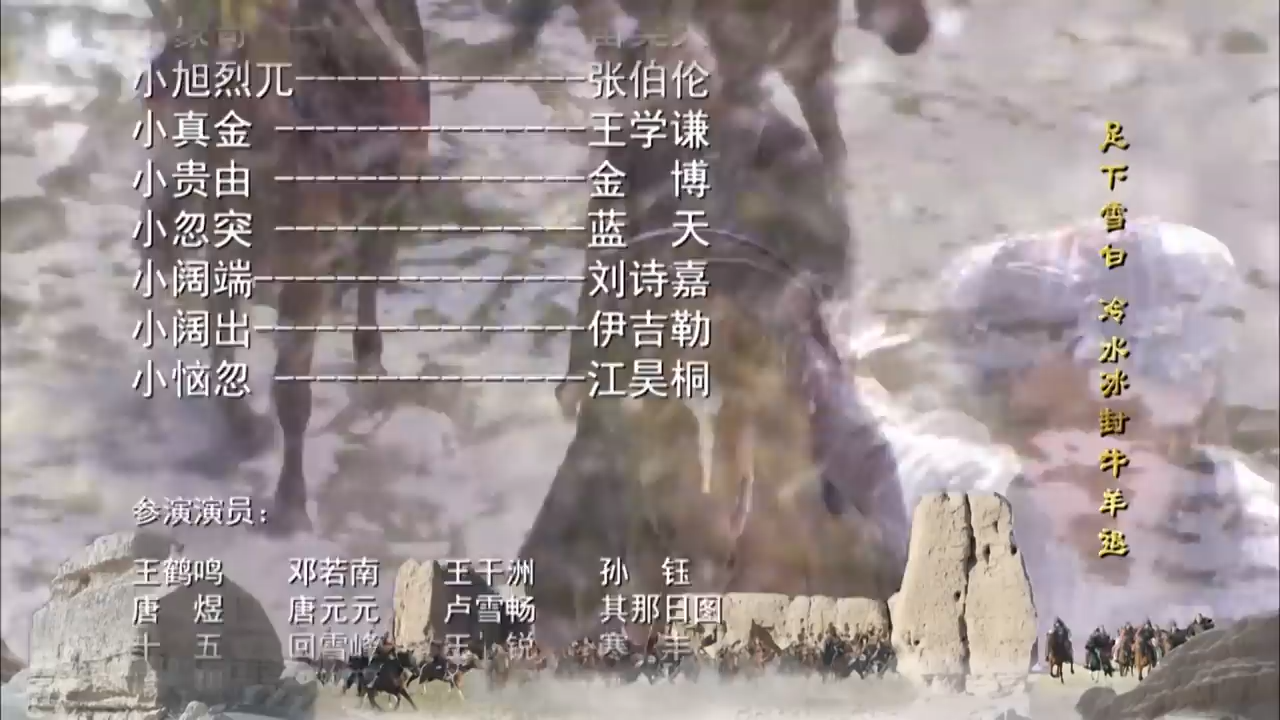 小旭烈兀--------------张伯伦
小真金---------------王学谦
小贵由---------------金　博
小忽突---------------蓝　天
小阔端----------------刘诗嘉
小阔出----------------伊吉勒
小恼忽---------------江昊桐
参演演员：
王鹤鸣　邓若南　王干洲　孙　钰
唐　煜　唐元元　卢雪畅　其那日图
五　回雪峰　王　锐
足下雪白　冷水冰封牛羊退